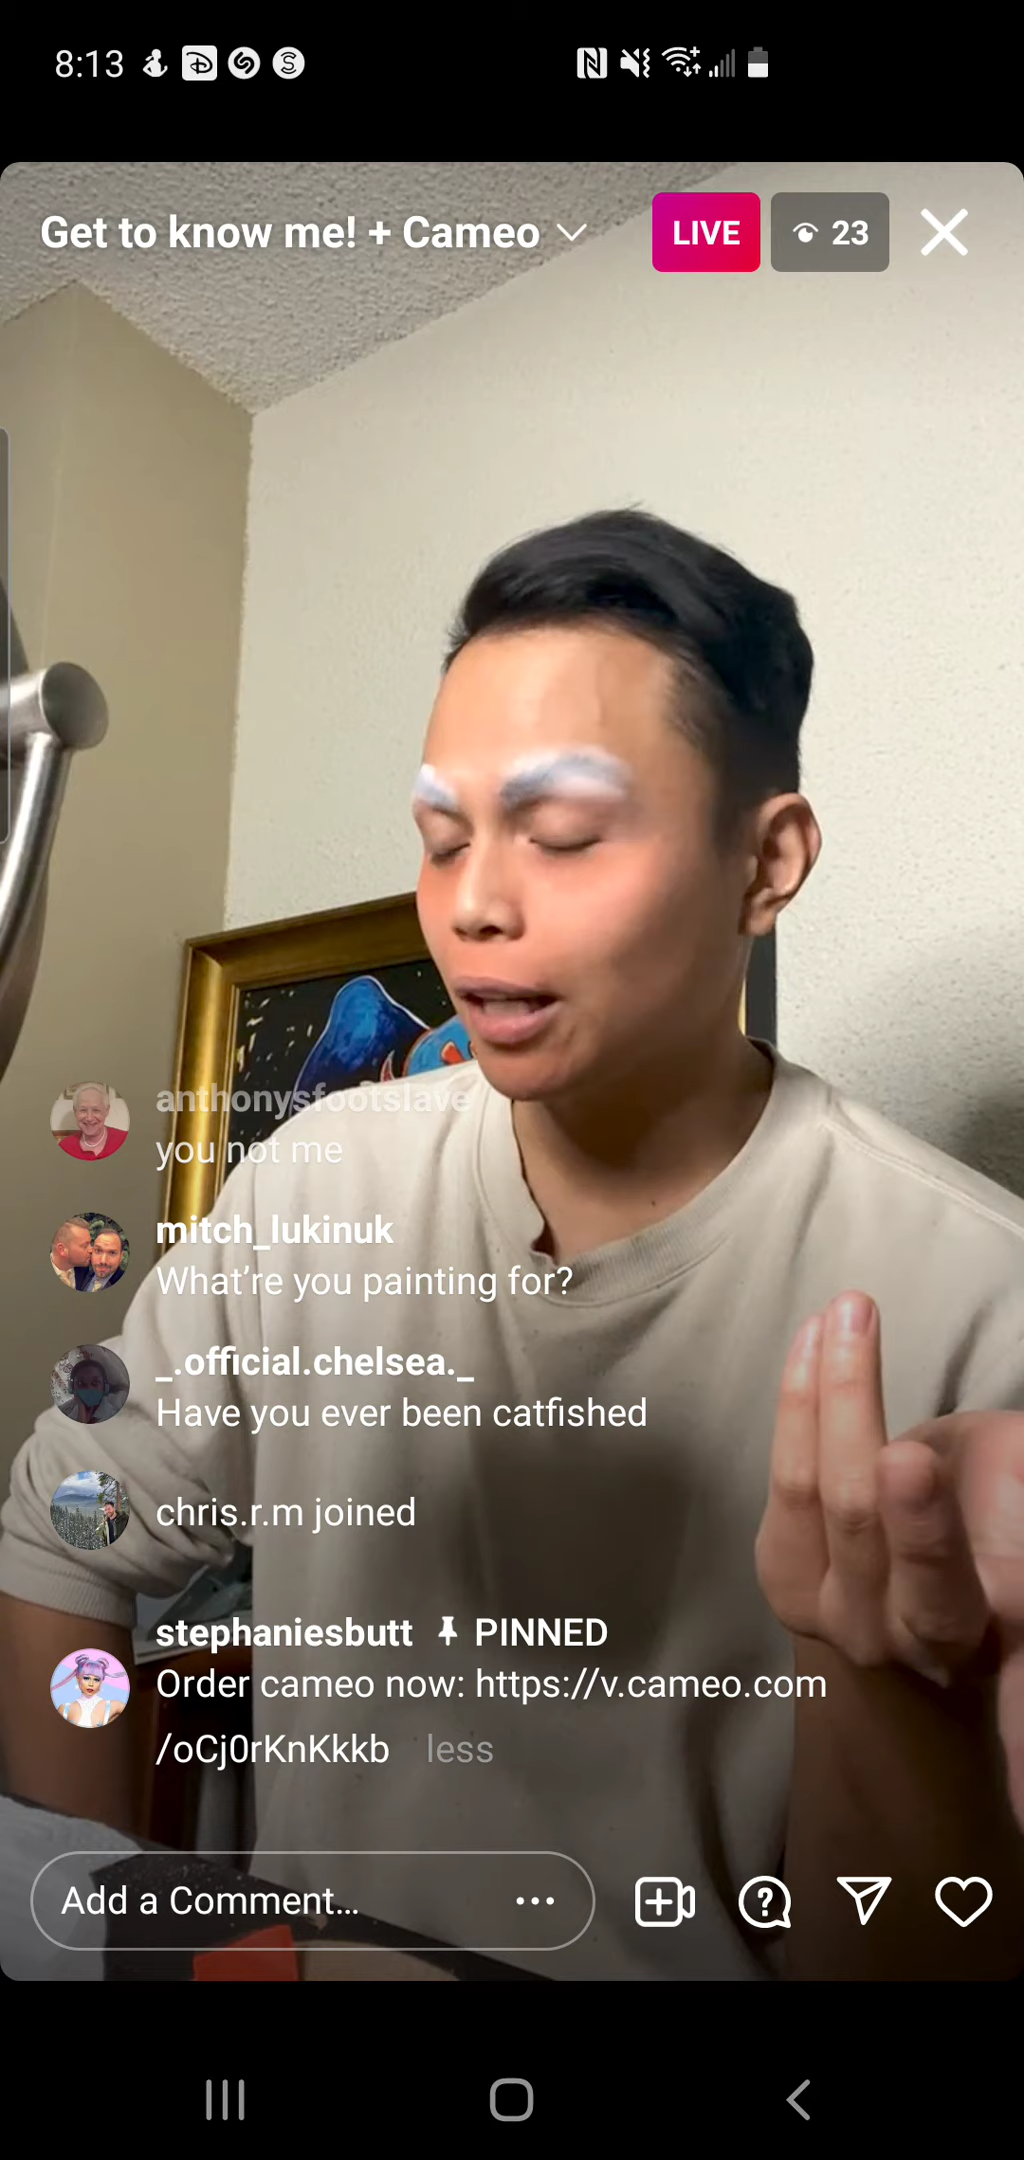 8:13
Get to know me! + Cameo
LIVE
23
anthonysfootslave
you not me
mitch_lukinuk
What're you painting for?
_.official.chelsea._
Have you ever been catfished
chris.r.m joined
stephaniesbutt PINNED
Order cameo now: https://v.cameo.com
/oCj0rKnKkkb less
Add a Comment...